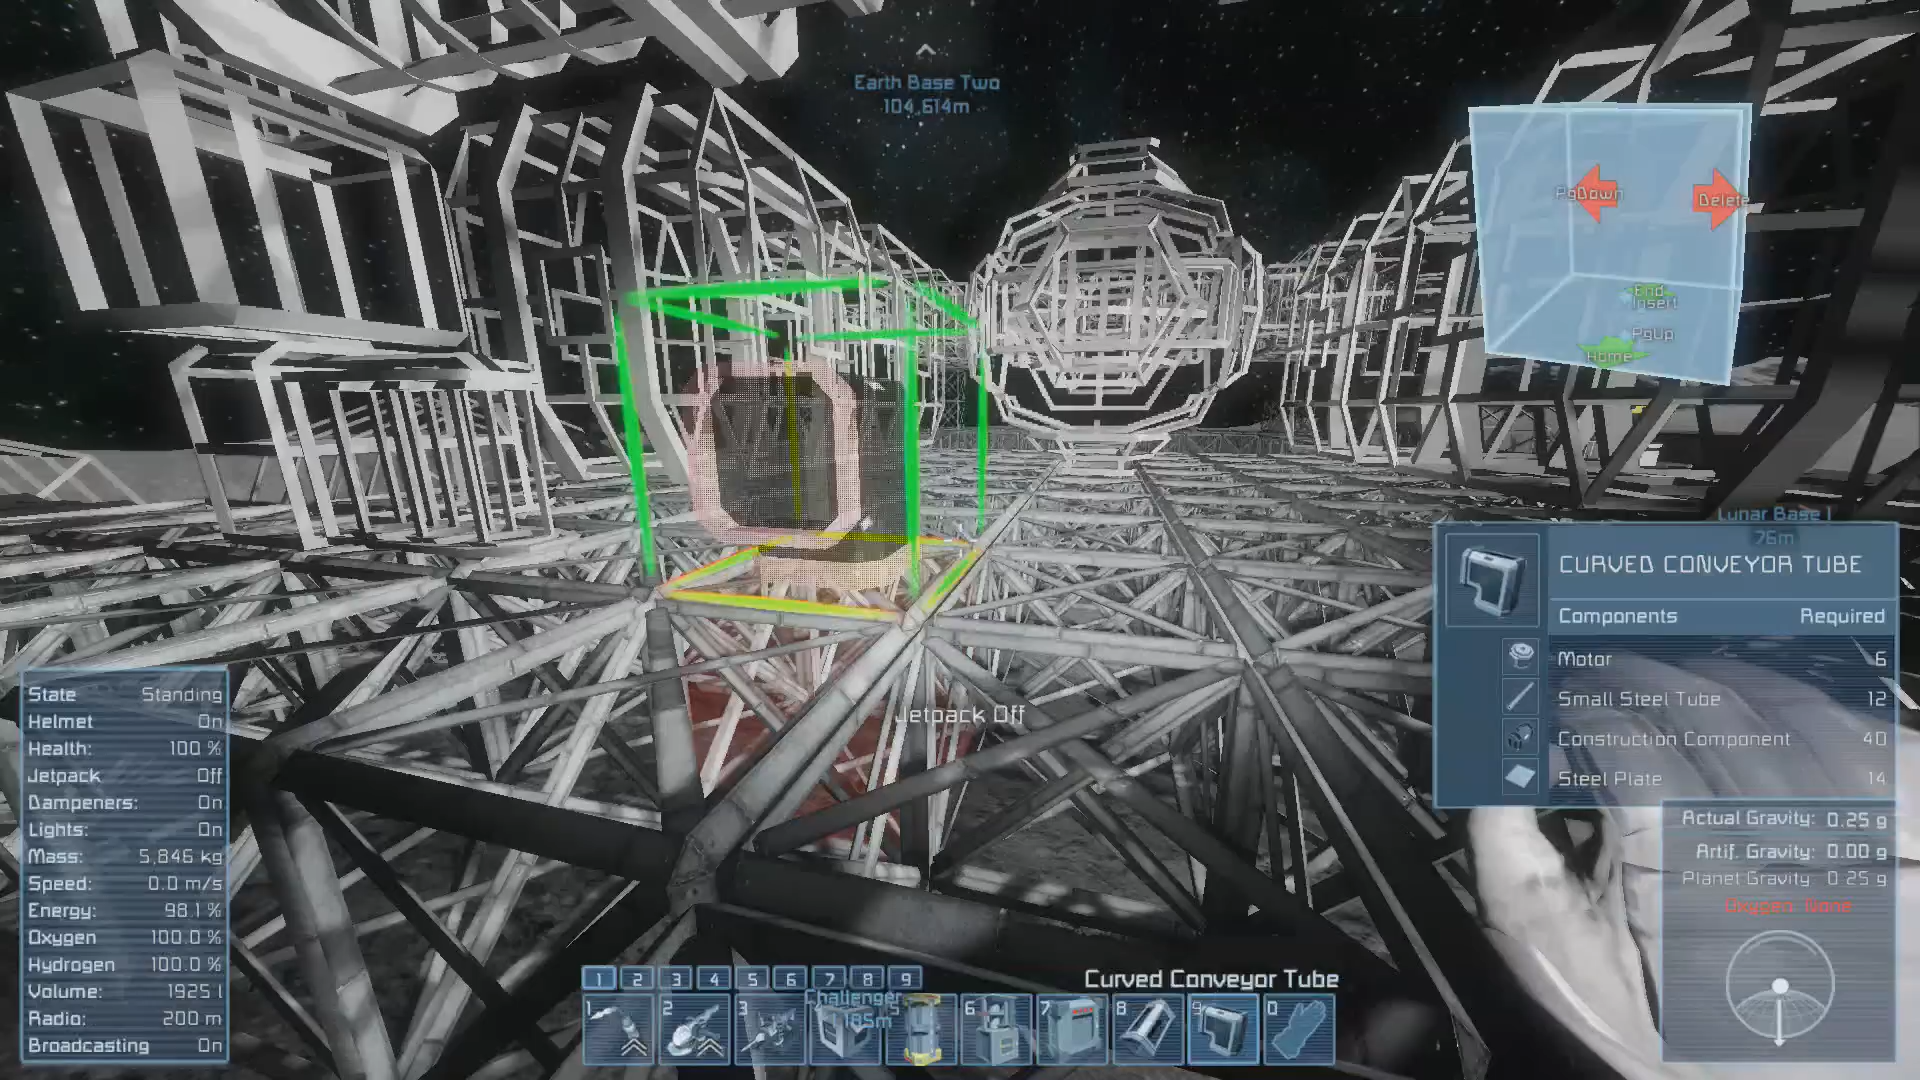 Earth Base Two
104,614m
PgDown
Delete
End
Insert
PgUp
Home
Lunar Base 1
76m
CURVED CONVEYOR TUBE
Components Required
Motor 6
Small Steel Tube 12
Construction Component 40
Steel Plate 14
Jetpack Off
State Standing
Helmet On
Health: 100 %
Jetpack Off
Dampeners: On
Lights: On
Mass: 5,846 kg
Speed: 0.0 m/s
Energy: 98.1 %
Oxygen 100.0 %
Hydrogen 100.0 %
Volume: 1925 l
Radio: 200 m
Broadcasting On
Actual Gravity: 0.25 g
Artif. Gravity: 0.00 g
Planet Gravity 0.25 g
Oxygen: None
Curved Conveyor Tube
1 2 3 4 5 6 7 8 9
Challenger
185m
1 2 3 6 7 8 9 0